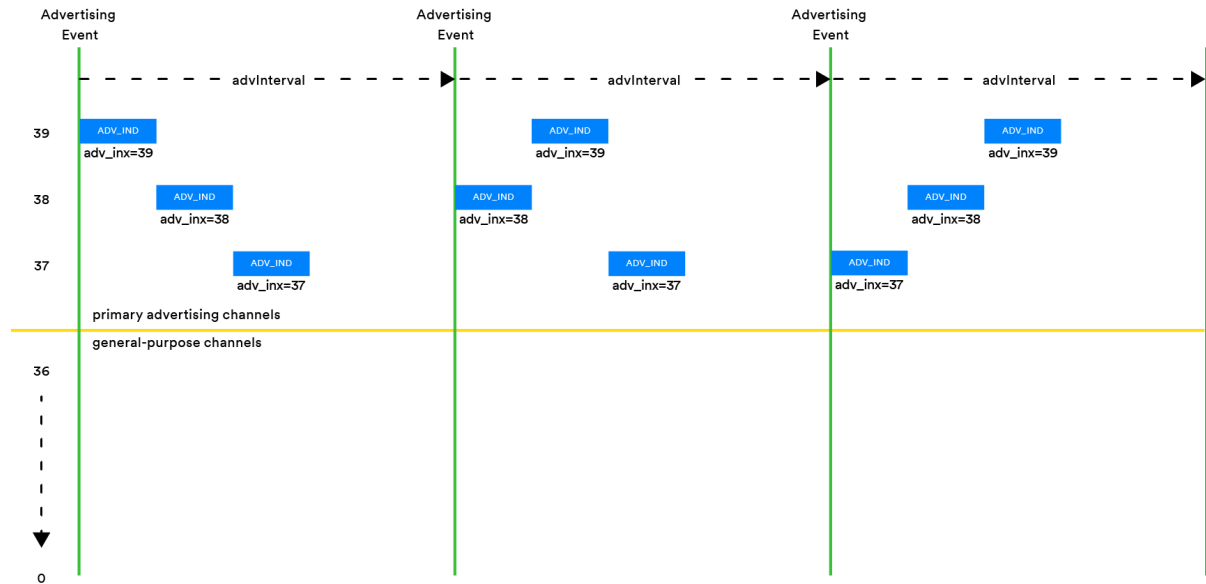 Advertising
Event
Advertising
Event
Advertising
Event
advInterval
advInterval
advInterval
39
ADV_IND
adv_inx=39
ADV_IND
adv_inx=39
ADV_IND
adv_inx=39
38
ADV_IND
adv_inx=38
ADV_IND
adv_inx=38
ADV_IND
adv_inx=38
37
ADV_IND
adv_inx=37
ADV_IND
adv_inx=37
ADV_IND
adv_inx=37
primary advertising channels
general-purpose channels
36
0